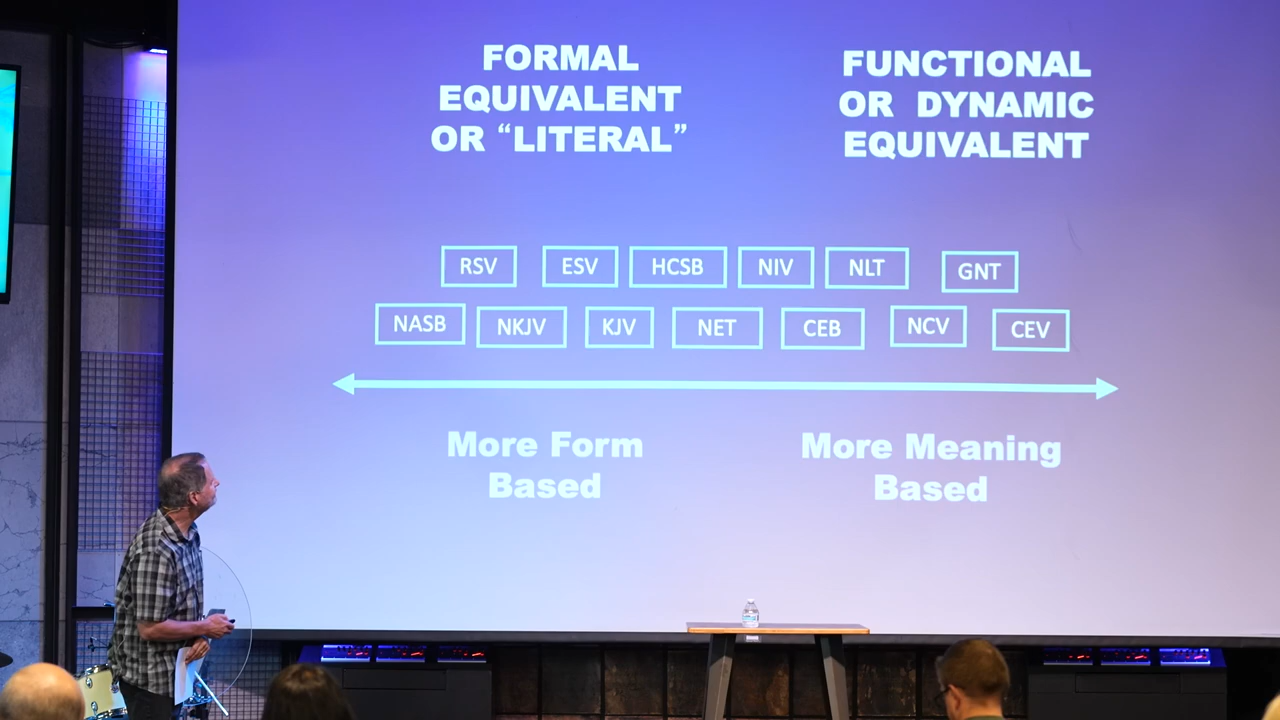 FORMAL
EQUIVALENT
OR “LITERAL”
FUNCTIONAL
OR DYNAMIC
EQUIVALENT
RSV ESV HCSB NIV NLT GNT
NASB NKJV KJV NET CEB NCV CEV
More Form
Based
More Meaning
Based